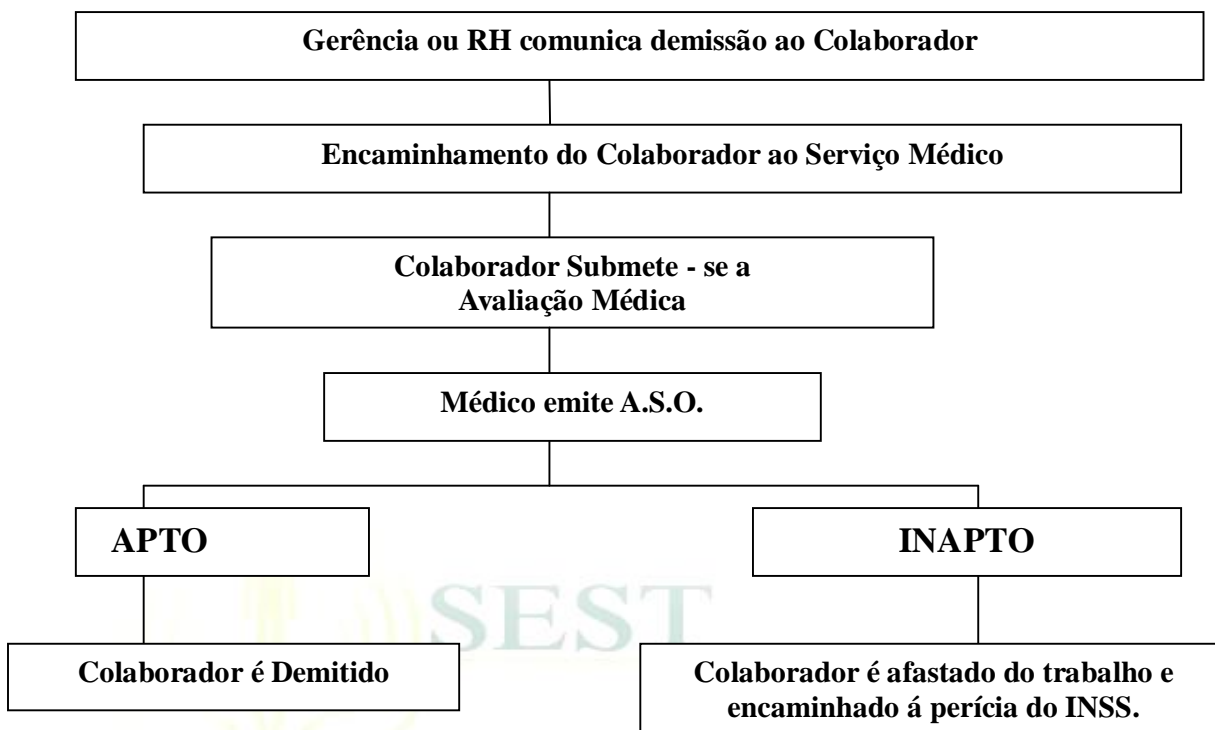 Gerência ou RH comunica demissão ao Colaborador
Encaminhamento do Colaborador ao Serviço Médico
Colaborador Submete - se a
Avaliação Médica
Médico emite A.S.O.
APTO
INAPTO
SEST
Colaborador é Demitido
Colaborador é afastado do trabalho e
encaminhado á perícia do INSS.